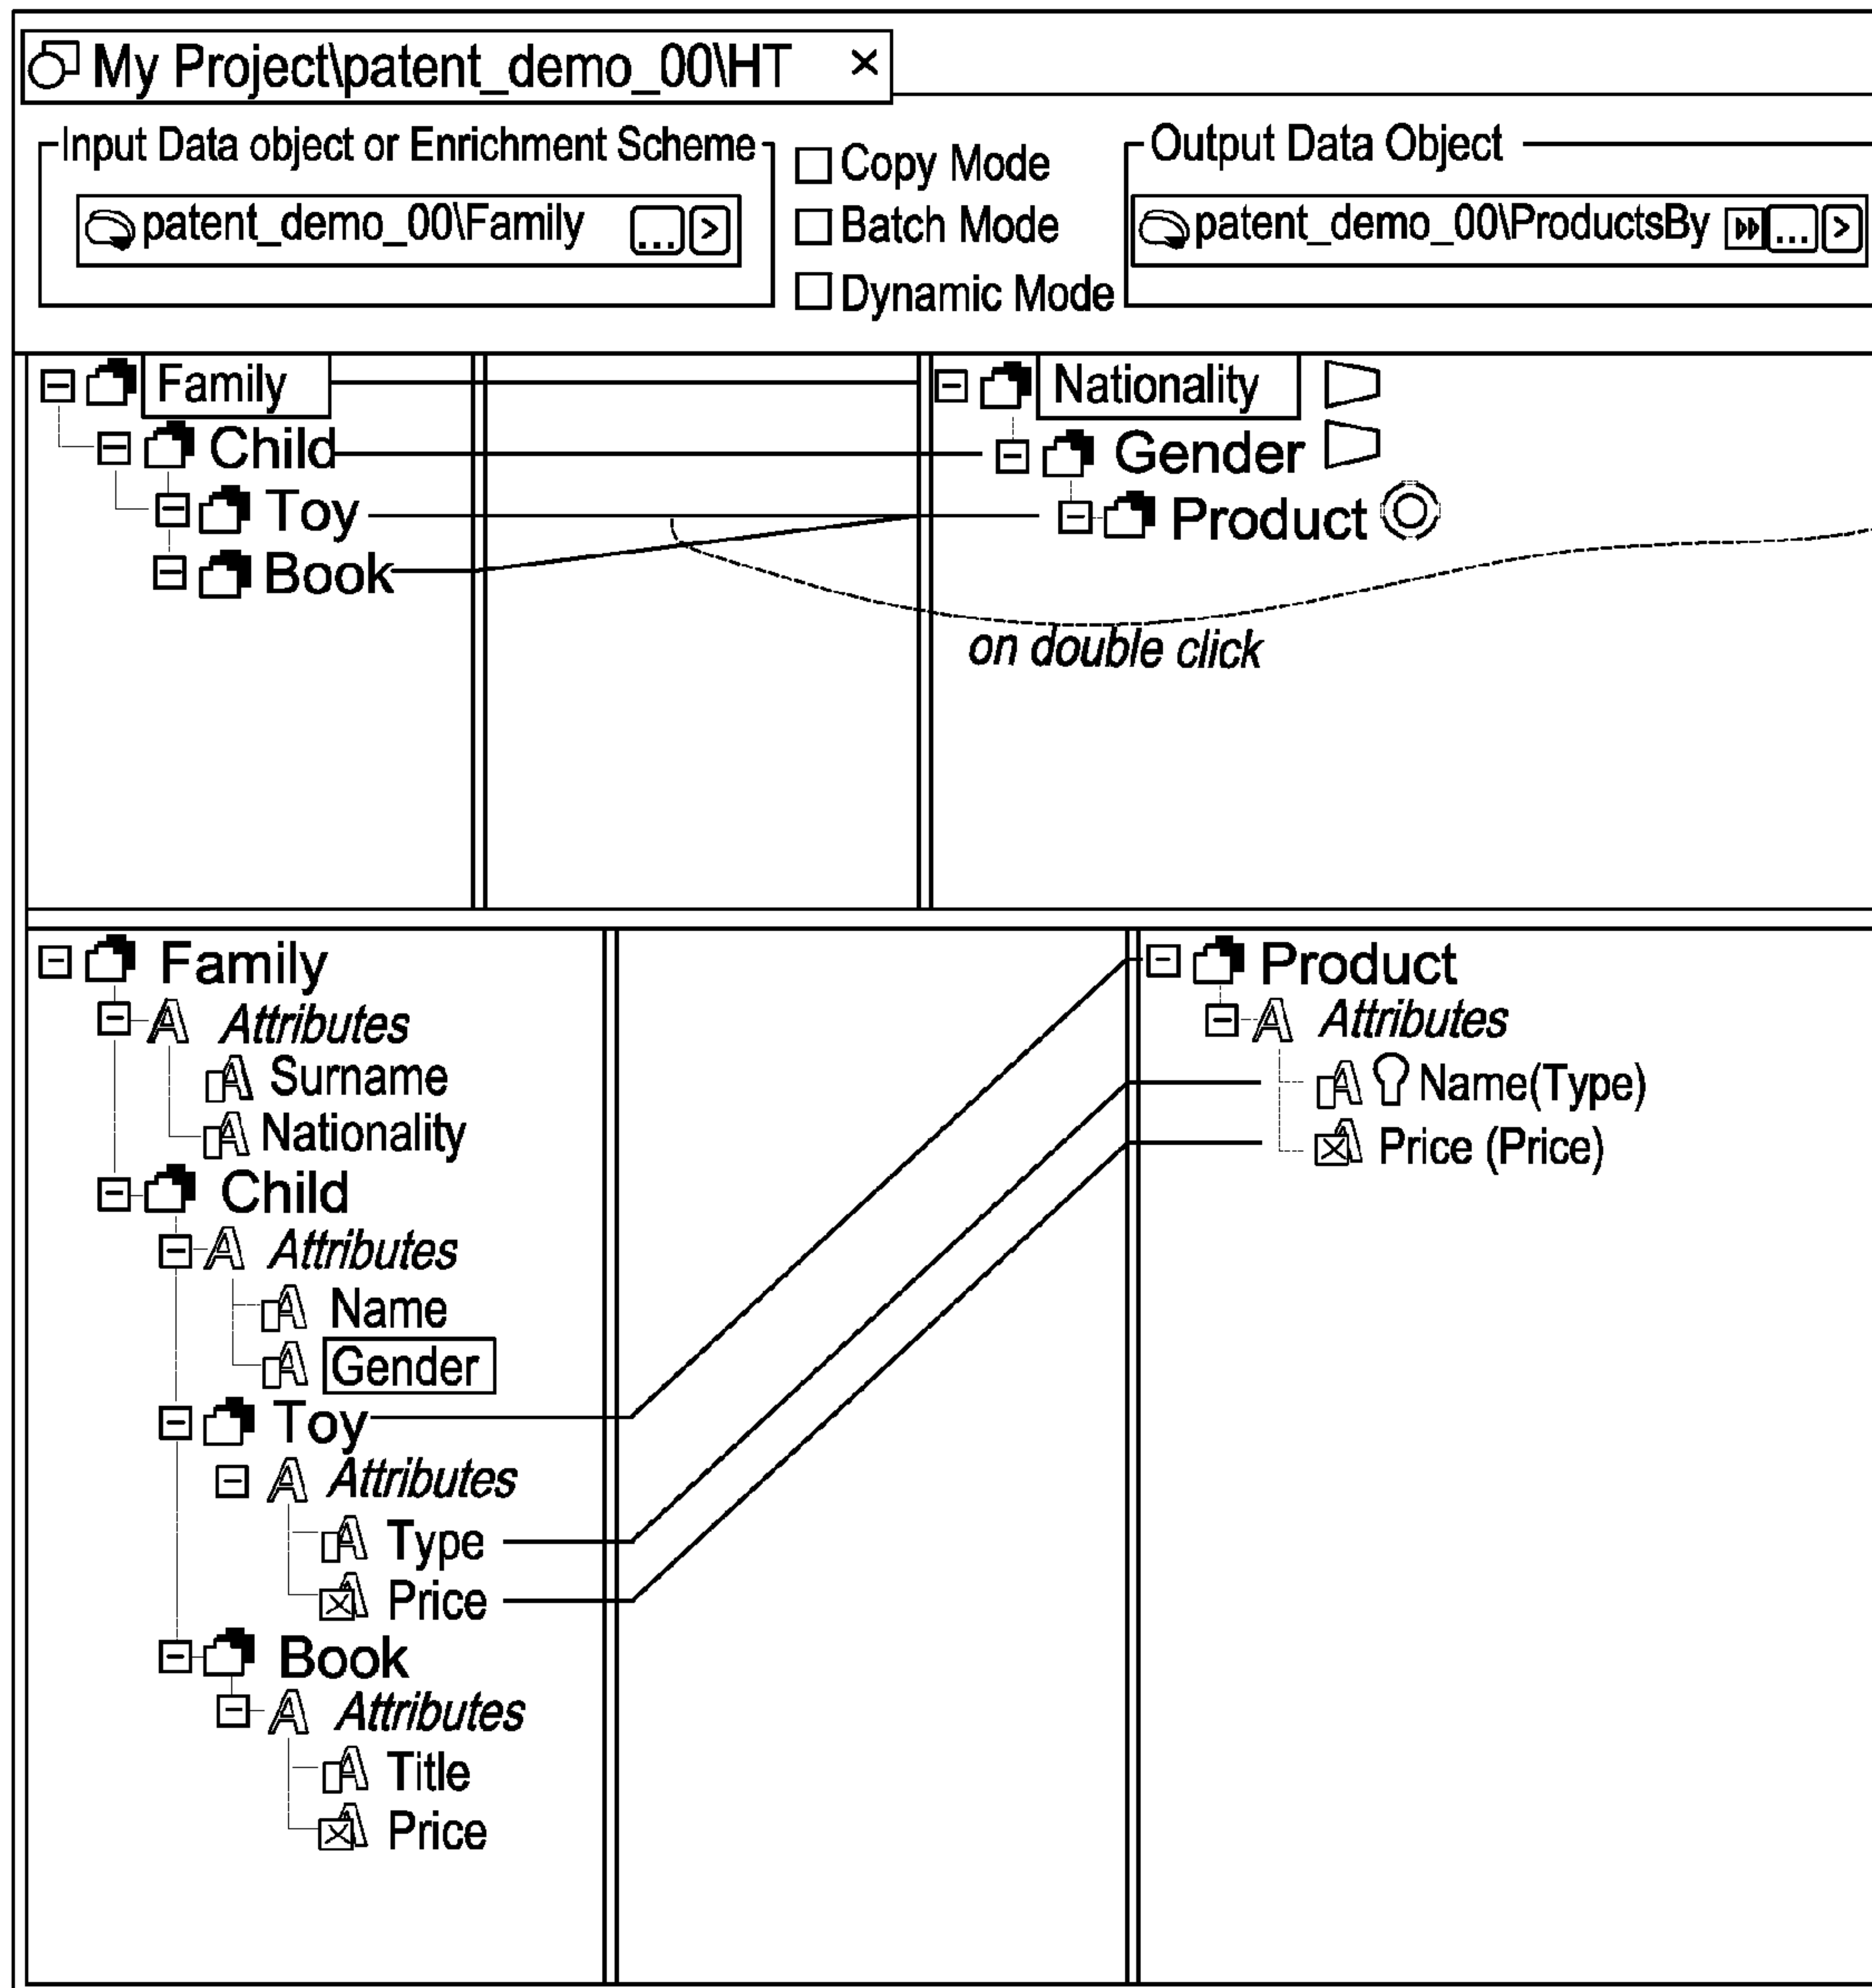 My Project\patent_demo_00\HT ×
Input Data object or Enrichment Scheme
patent_demo_00\Family ... >
Copy Mode
Batch Mode
Dynamic Mode
Output Data Object
patent_demo_00\ProductsBy ... >
Family
Child
Toy
Book
Nationality
Gender
Product
on double click
Family
A Attributes
A Surname
A Nationality
Child
A Attributes
A Name
A Gender
Toy
A Attributes
A Type
A Price
Book
A Attributes
A Title
A Price
Product
A Attributes
A Name(Type)
A Price (Price)